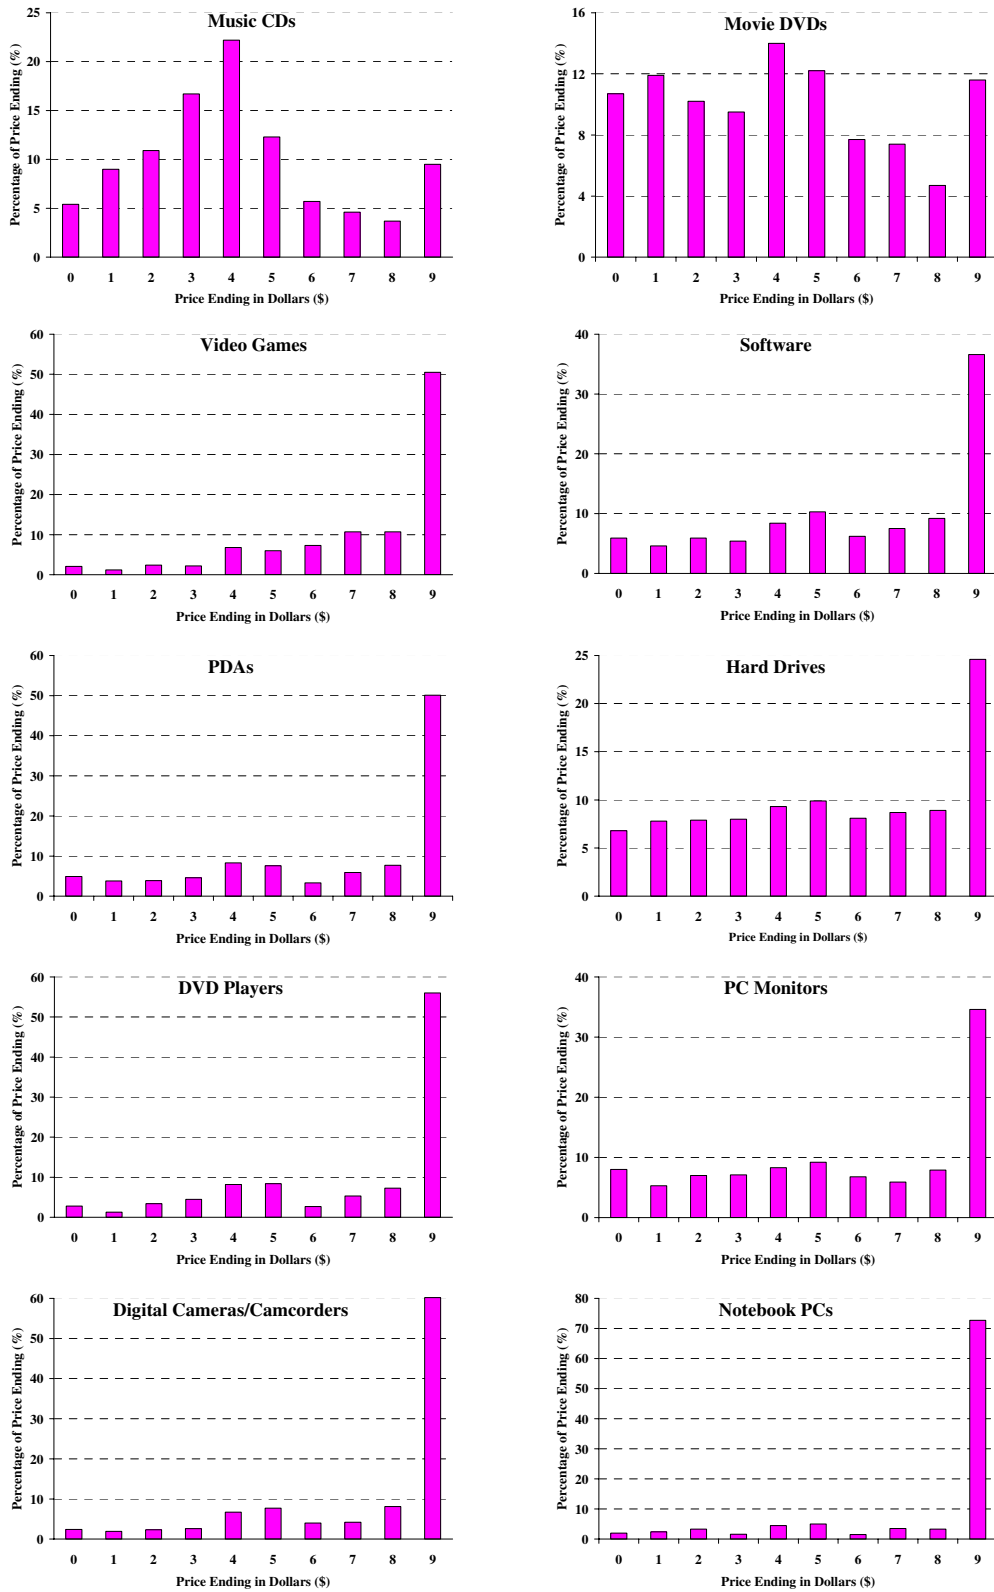 Music CDs
Percentage of Price Ending (%)
25
20
15
10
5
0
0 1 2 3 4 5 6 7 8 9
Price Ending in Dollars ($)
Movie DVDs
Percentage of Price Ending (%)
16
12
8
4
0
0 1 2 3 4 5 6 7 8 9
Price Ending in Dollars ($)
Video Games
Percentage of Price Ending (%)
60
50
40
30
20
10
0
0 1 2 3 4 5 6 7 8 9
Price Ending in Dollars ($)
Software
Percentage of Price Ending (%)
40
30
20
10
0
0 1 2 3 4 5 6 7 8 9
Price Ending in Dollars ($)
PDAs
Percentage of Price Ending (%)
60
50
40
30
20
10
0
0 1 2 3 4 5 6 7 8 9
Price Ending in Dollars ($)
Hard Drives
Percentage of Price Ending (%)
25
20
15
10
5
0
0 1 2 3 4 5 6 7 8 9
Price Ending in Dollars ($)
DVD Players
Percentage of Price Ending (%)
60
50
40
30
20
10
0
0 1 2 3 4 5 6 7 8 9
Price Ending in Dollars ($)
PC Monitors
Percentage of Price Ending (%)
40
30
20
10
0
0 1 2 3 4 5 6 7 8 9
Price Ending in Dollars ($)
Digital Cameras/Camcorders
Percentage of Price Ending (%)
60
50
40
30
20
10
0
0 1 2 3 4 5 6 7 8 9
Price Ending in Dollars ($)
Notebook PCs
Percentage of Price Ending (%)
80
70
60
50
40
30
20
10
0
0 1 2 3 4 5 6 7 8 9
Price Ending in Dollars ($)